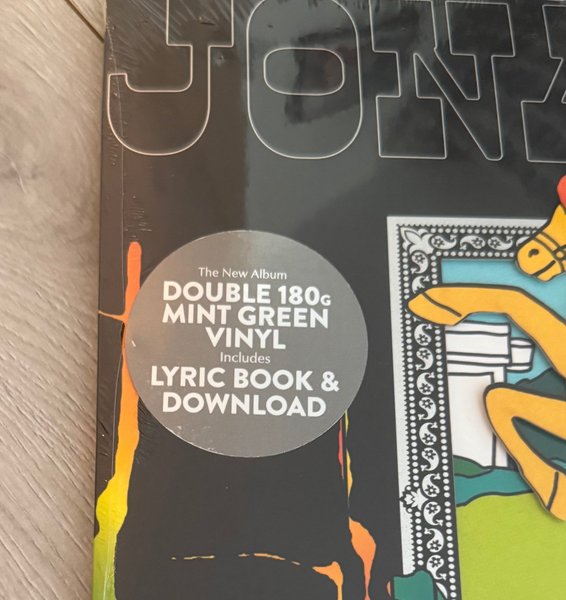 JON
The New Album
DOUBLE 180G
MINT GREEN
VINYL
Includes
LYRIC BOOK &
DOWNLOAD